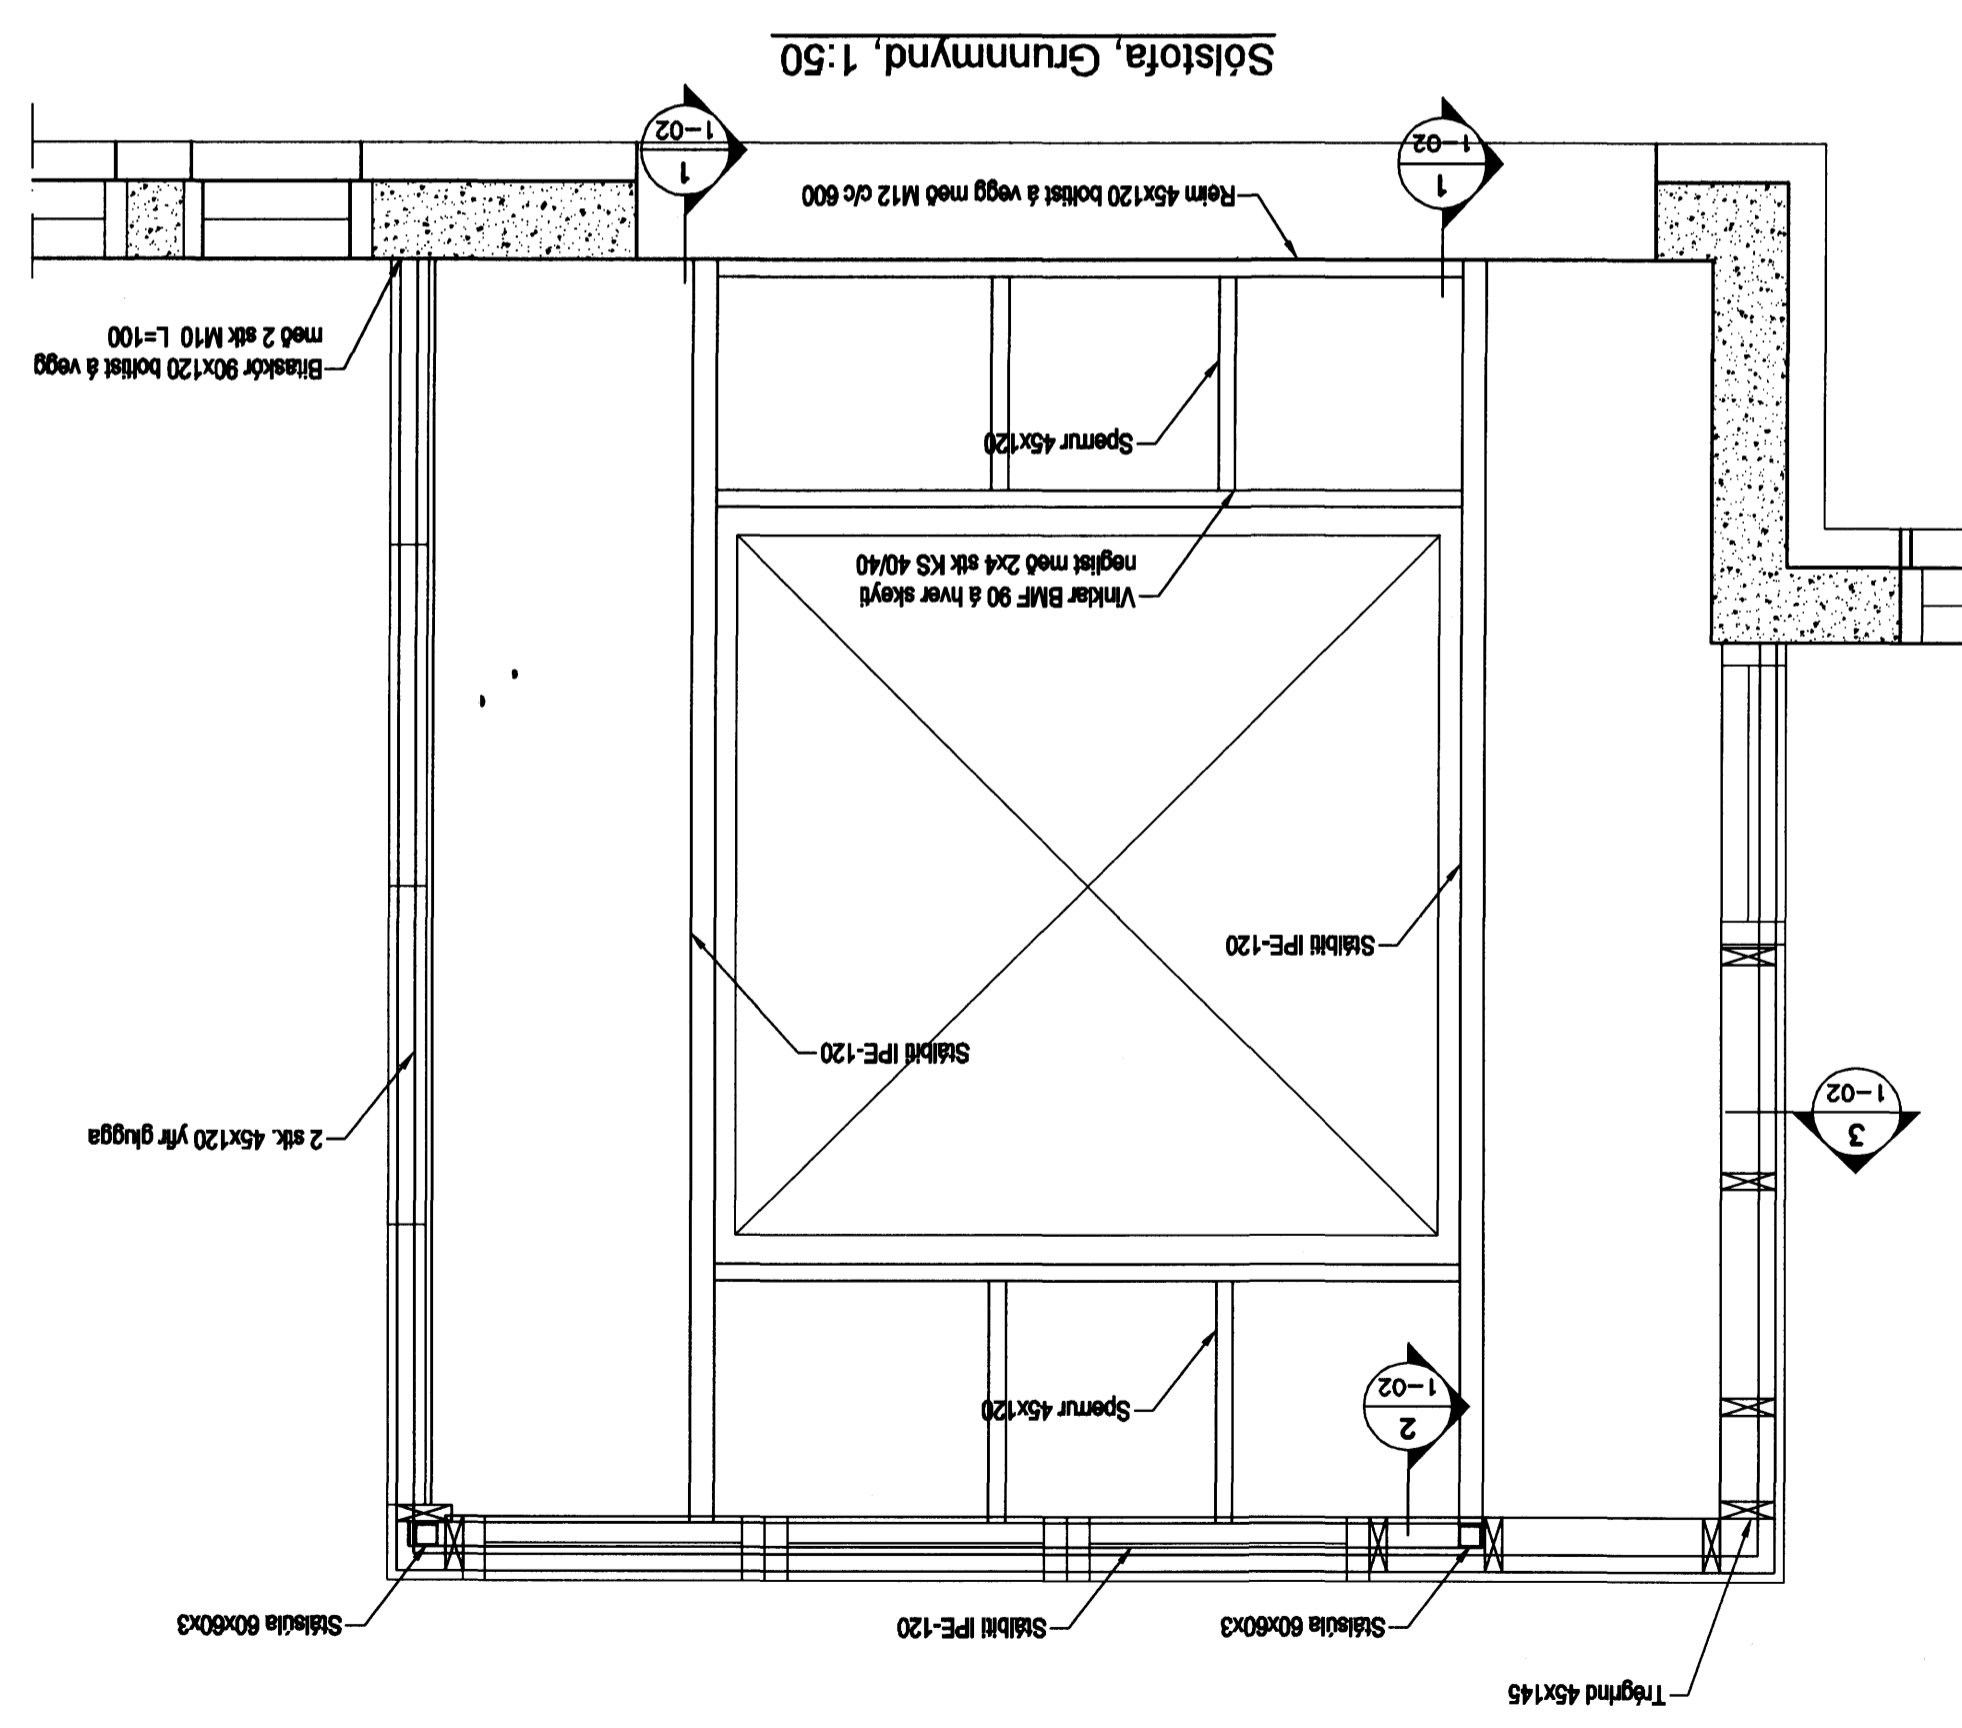 Trégrind 45x145
Stálsúla 60x60x3
Stálbiti IPE-120
Stálsúla 60x60x3
2
1-02
Sperrur 45x120
3
1-02
2 stk. 45x120 yfir glugga
Stálbiti IPE-120
Stálbiti IPE-120
Vinklar BMF 90 á hver skeyti
neglist með 2x4 stk KS 40/40
Sperrur 45x120
Bitaskór 90x120 boltist á vegg
með 2 stk M10 L=100
Reim 45x120 boltist á vegg með M12 c/c 600
1
1-02
1
1-02
Sólstofa, Grunnmynd, 1:50